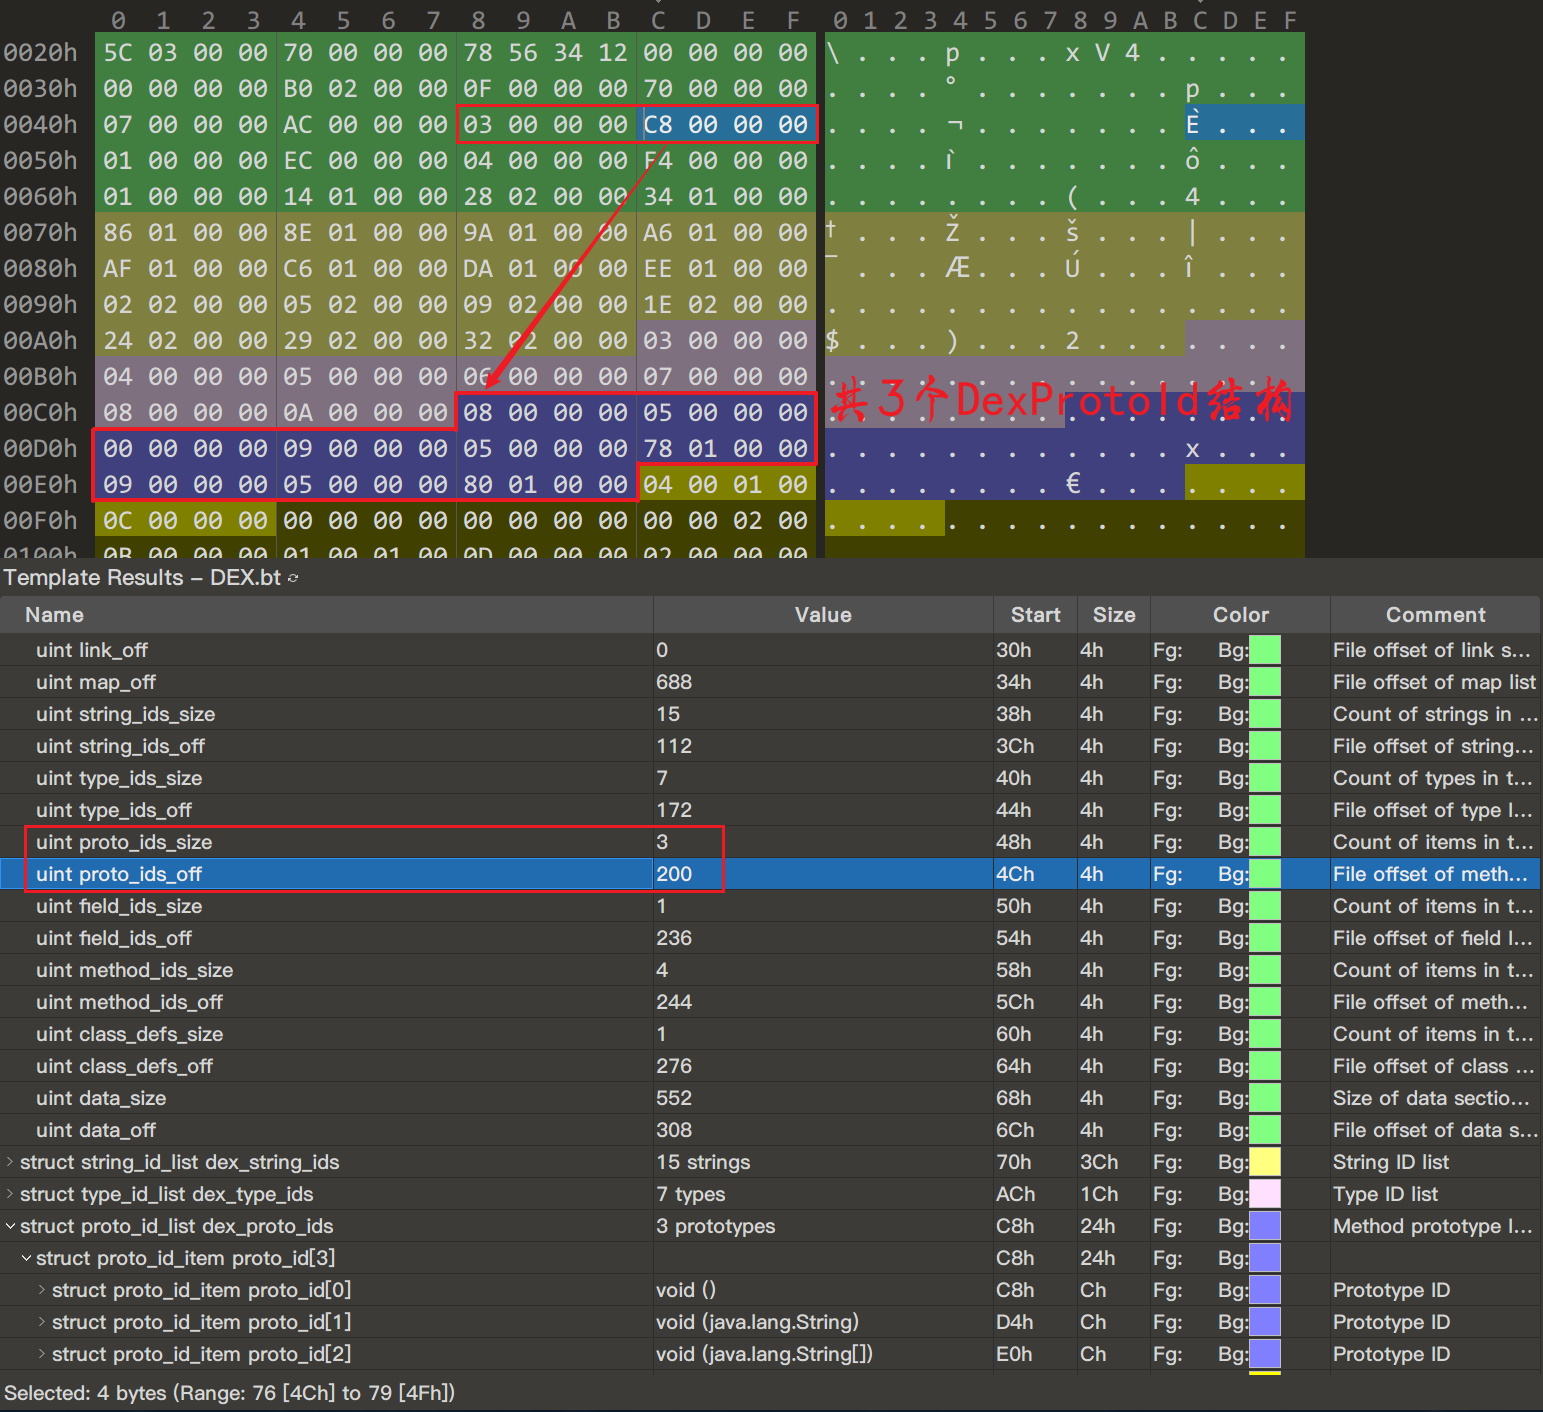 0 1 2 3 4 5 6 7 8 9 A B C D E F 0 1 2 3 4 5 6 7 8 9 A B C D E F
0020h 5C 03 00 00 70 00 00 00 78 56 34 12 00 00 00 00 \ . . . p . . . x V 4 . . . . .
0030h 00 00 00 00 B0 02 00 00 0F 00 00 00 70 00 00 00 . . . . ° . . . . . . . p . . .
0040h 07 00 00 00 AC 00 00 00 03 00 00 00 C8 00 00 00 . . . . ¬ . . . . . . . È . . .
0050h 01 00 00 00 EC 00 00 00 04 00 00 00 F4 00 00 00 . . . . ì . . . . . . . ô . . .
0060h 01 00 00 00 14 01 00 00 28 02 00 00 34 01 00 00 . . . . . . . . ( . . . 4 . . .
0070h 86 01 00 00 8E 01 00 00 9A 01 00 00 A6 01 00 00 † . . . Ž . . . š . . . ¦ . . .
0080h AF 01 00 00 C6 01 00 00 DA 01 00 00 EE 01 00 00 ¯ . . . Æ . . . Ú . . . î . . .
0090h 02 02 00 00 05 02 00 00 09 02 00 00 1E 02 00 00 . . . . . . . . . . . . . . . .
00A0h 24 02 00 00 29 02 00 00 32 02 00 00 03 00 00 00 $ . . . ) . . . 2 . . . . . . .
00B0h 04 00 00 00 05 00 00 00 06 00 00 00 07 00 00 00 . . . . . . . . . . . . . . . .
00C0h 08 00 00 00 0A 00 00 00 08 00 00 00 05 00 00 00 . . . . . . . . . . . . . . . .
共3个DexProtoId结构
00D0h 00 00 00 00 09 00 00 00 05 00 00 00 78 01 00 00 . . . . . . . . . . . . x . . .
00E0h 09 00 00 00 05 00 00 00 80 01 00 00 04 00 01 00 . . . . . . . . € . . . . . . .
00F0h 0C 00 00 00 00 00 00 00 00 00 00 00 00 00 02 00 . . . . . . . . . . . . . . . .
0100h 0B 00 00 00 01 00 01 00 0D 00 00 00 02 00 00 00
Template Results – DEX.bt
Name Value Start Size Color Comment
uint link_off 0 30h 4h Fg: Bg: File offset of link s...
uint map_off 688 34h 4h Fg: Bg: File offset of map list
uint string_ids_size 15 38h 4h Fg: Bg: Count of strings in ...
uint string_ids_off 112 3Ch 4h Fg: Bg: File offset of string...
uint type_ids_size 7 40h 4h Fg: Bg: Count of types in t...
uint type_ids_off 172 44h 4h Fg: Bg: File offset of type l...
uint proto_ids_size 3 48h 4h Fg: Bg: Count of items in t...
uint proto_ids_off 200 4Ch 4h Fg: Bg: File offset of meth...
uint field_ids_size 1 50h 4h Fg: Bg: Count of items in t...
uint field_ids_off 236 54h 4h Fg: Bg: File offset of field l...
uint method_ids_size 4 58h 4h Fg: Bg: Count of items in t...
uint method_ids_off 244 5Ch 4h Fg: Bg: File offset of meth...
uint class_defs_size 1 60h 4h Fg: Bg: Count of items in t...
uint class_defs_off 276 64h 4h Fg: Bg: File offset of class ...
uint data_size 552 68h 4h Fg: Bg: Size of data sectio...
uint data_off 308 6Ch 4h Fg: Bg: File offset of data s...
struct string_id_list dex_string_ids 15 strings 70h 3Ch Fg: Bg: String ID list
struct type_id_list dex_type_ids 7 types ACh 1Ch Fg: Bg: Type ID list
struct proto_id_list dex_proto_ids 3 prototypes C8h 24h Fg: Bg: Method prototype I...
struct proto_id_item proto_id[3] C8h 24h Fg: Bg:
struct proto_id_item proto_id[0] void () C8h Ch Fg: Bg: Prototype ID
struct proto_id_item proto_id[1] void (java.lang.String) D4h Ch Fg: Bg: Prototype ID
struct proto_id_item proto_id[2] void (java.lang.String[]) E0h Ch Fg: Bg: Prototype ID
Selected: 4 bytes (Range: 76 [4Ch] to 79 [4Fh])